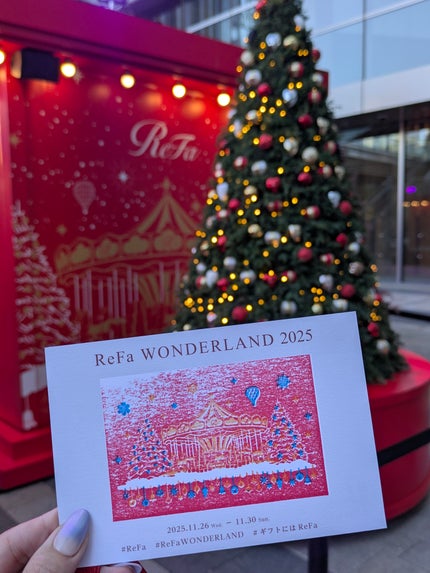 ReFa
ReFa WONDERLAND 2025
2025.11.26 Wed. – 11.30 Sun.
#ReFa #ReFaWONDERLAND #ギフトにはReFa